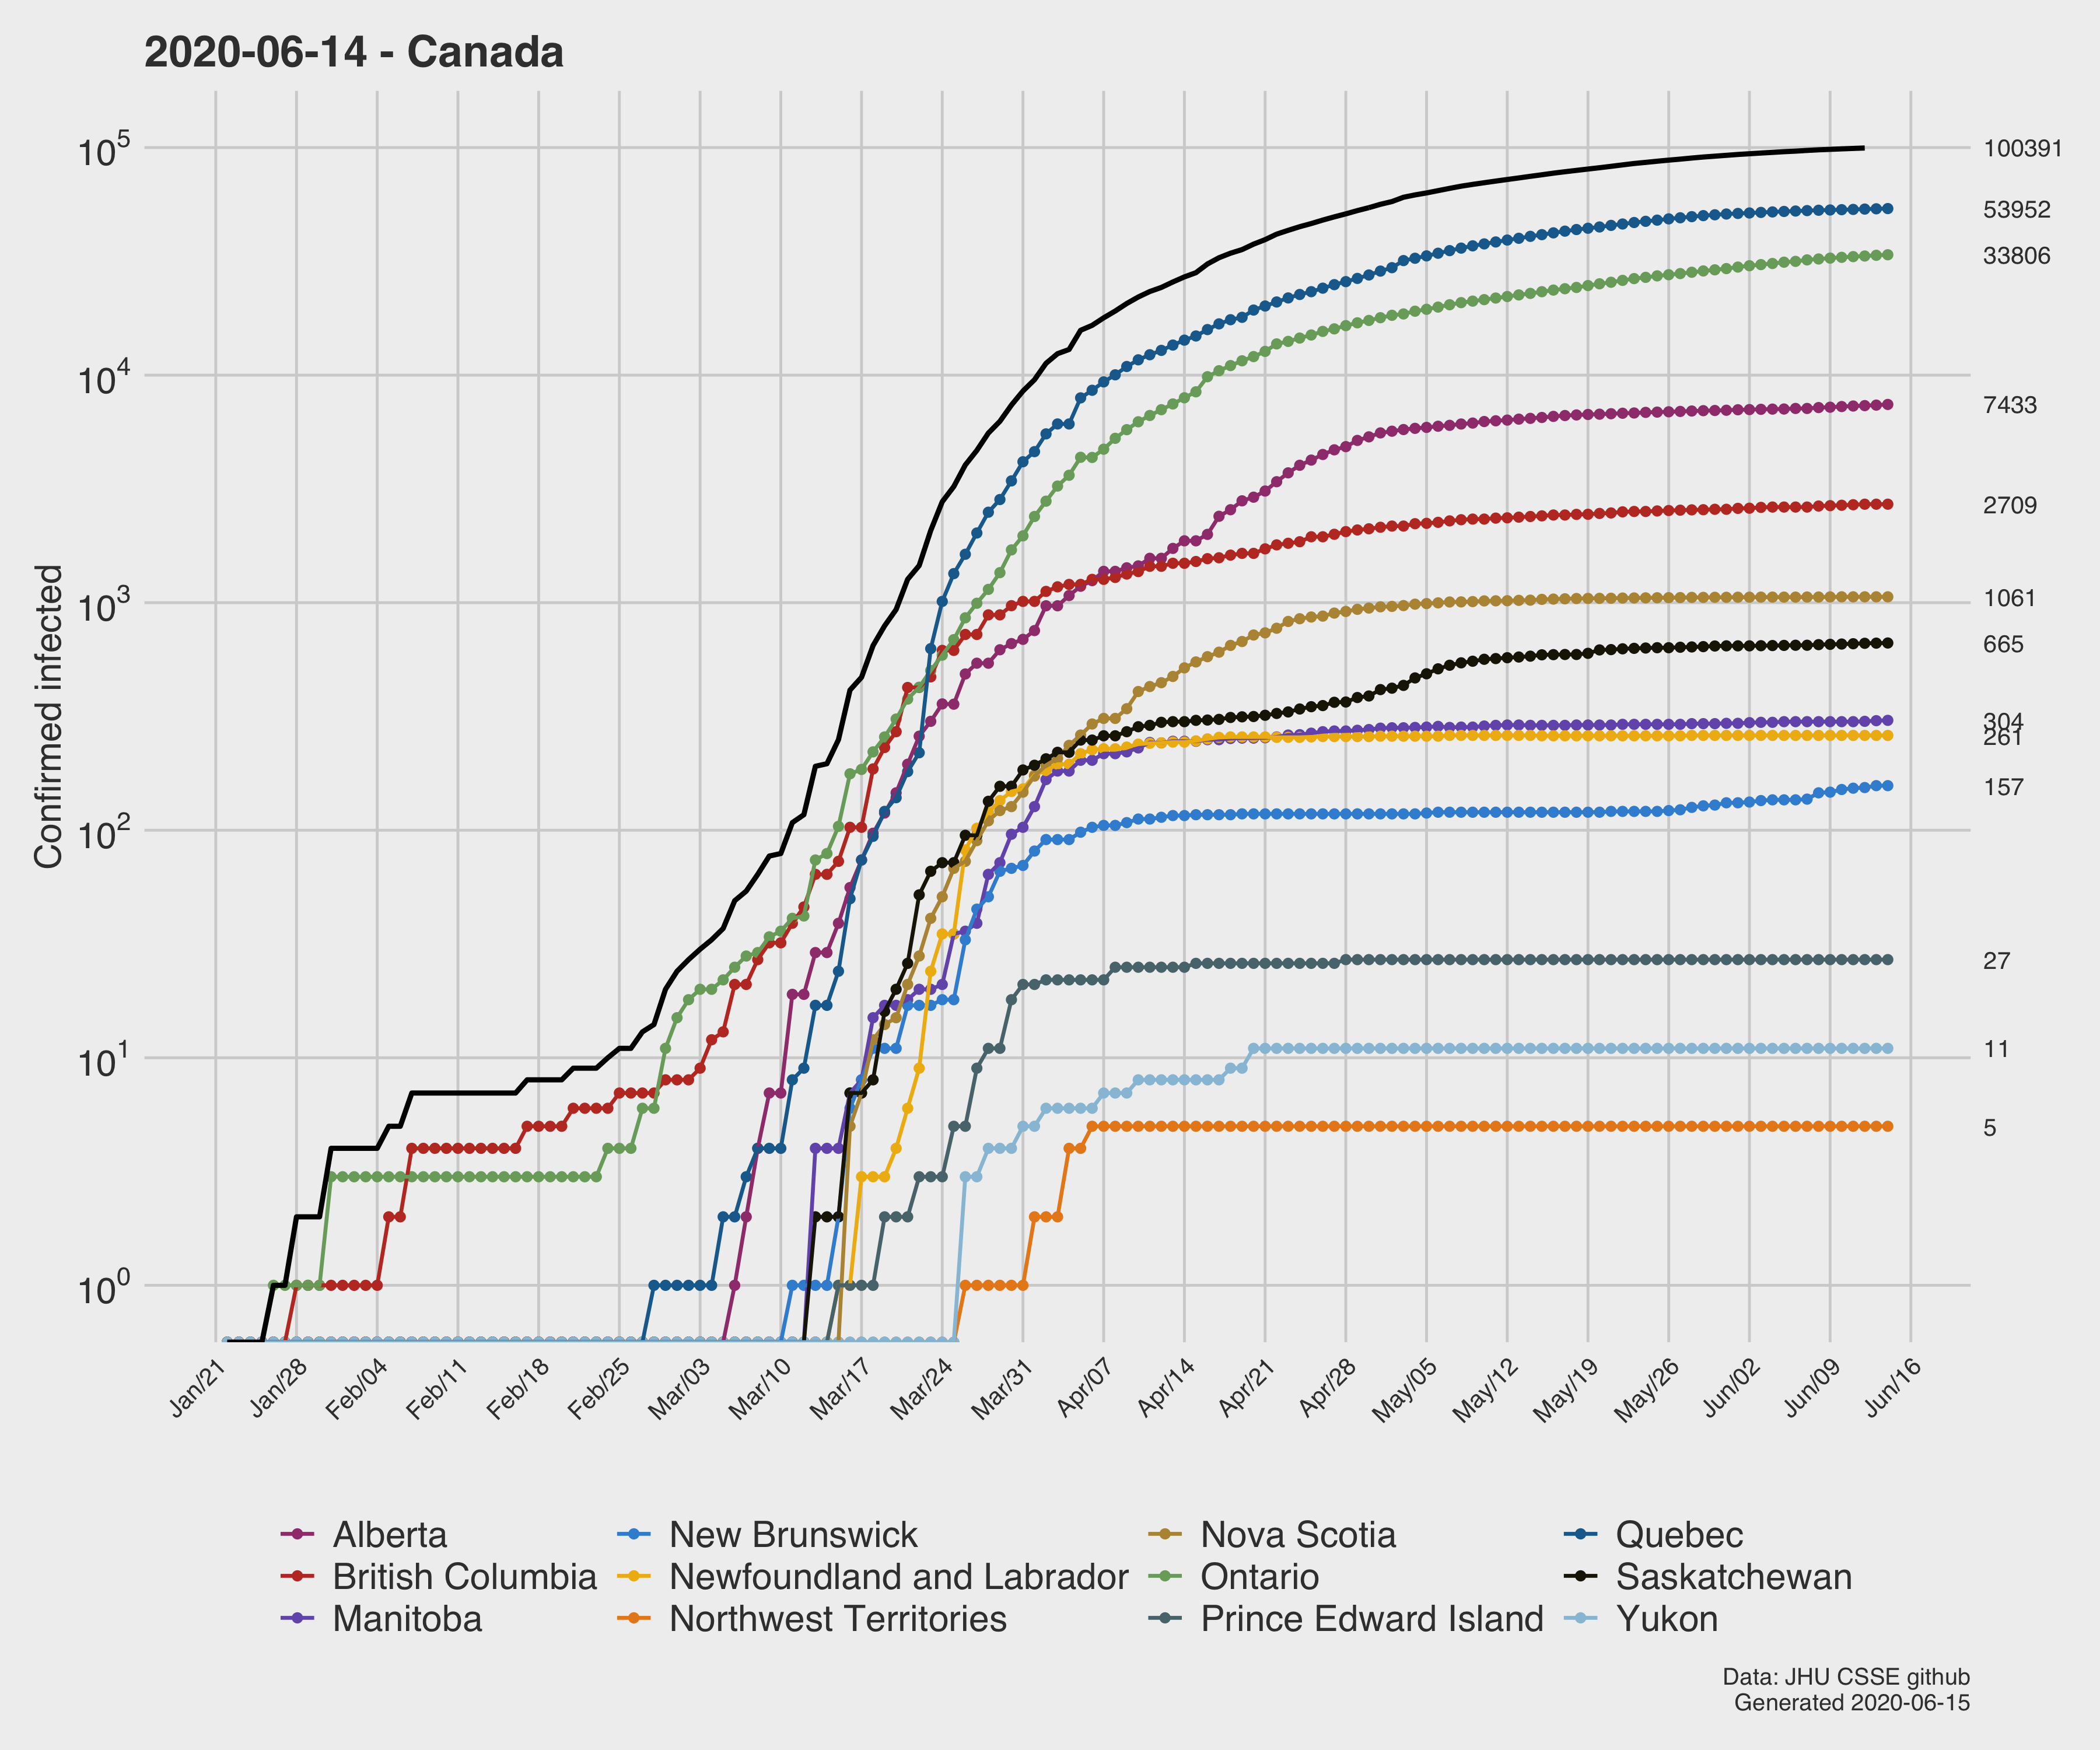 2020-06-14 - Canada
Confirmed infected
10^5
10^4
10^3
10^2
10^1
10^0
100391
53952
33806
7433
2709
1061
665
304
261
157
27
11
5
Jan/21
Jan/28
Feb/04
Feb/11
Feb/18
Feb/25
Mar/03
Mar/10
Mar/17
Mar/24
Mar/31
Apr/07
Apr/14
Apr/21
Apr/28
May/05
May/12
May/19
May/26
Jun/02
Jun/09
Jun/16
Alberta
New Brunswick
Nova Scotia
Quebec
British Columbia
Newfoundland and Labrador
Ontario
Saskatchewan
Manitoba
Northwest Territories
Prince Edward Island
Yukon
Data: JHU CSSE github
Generated 2020-06-15